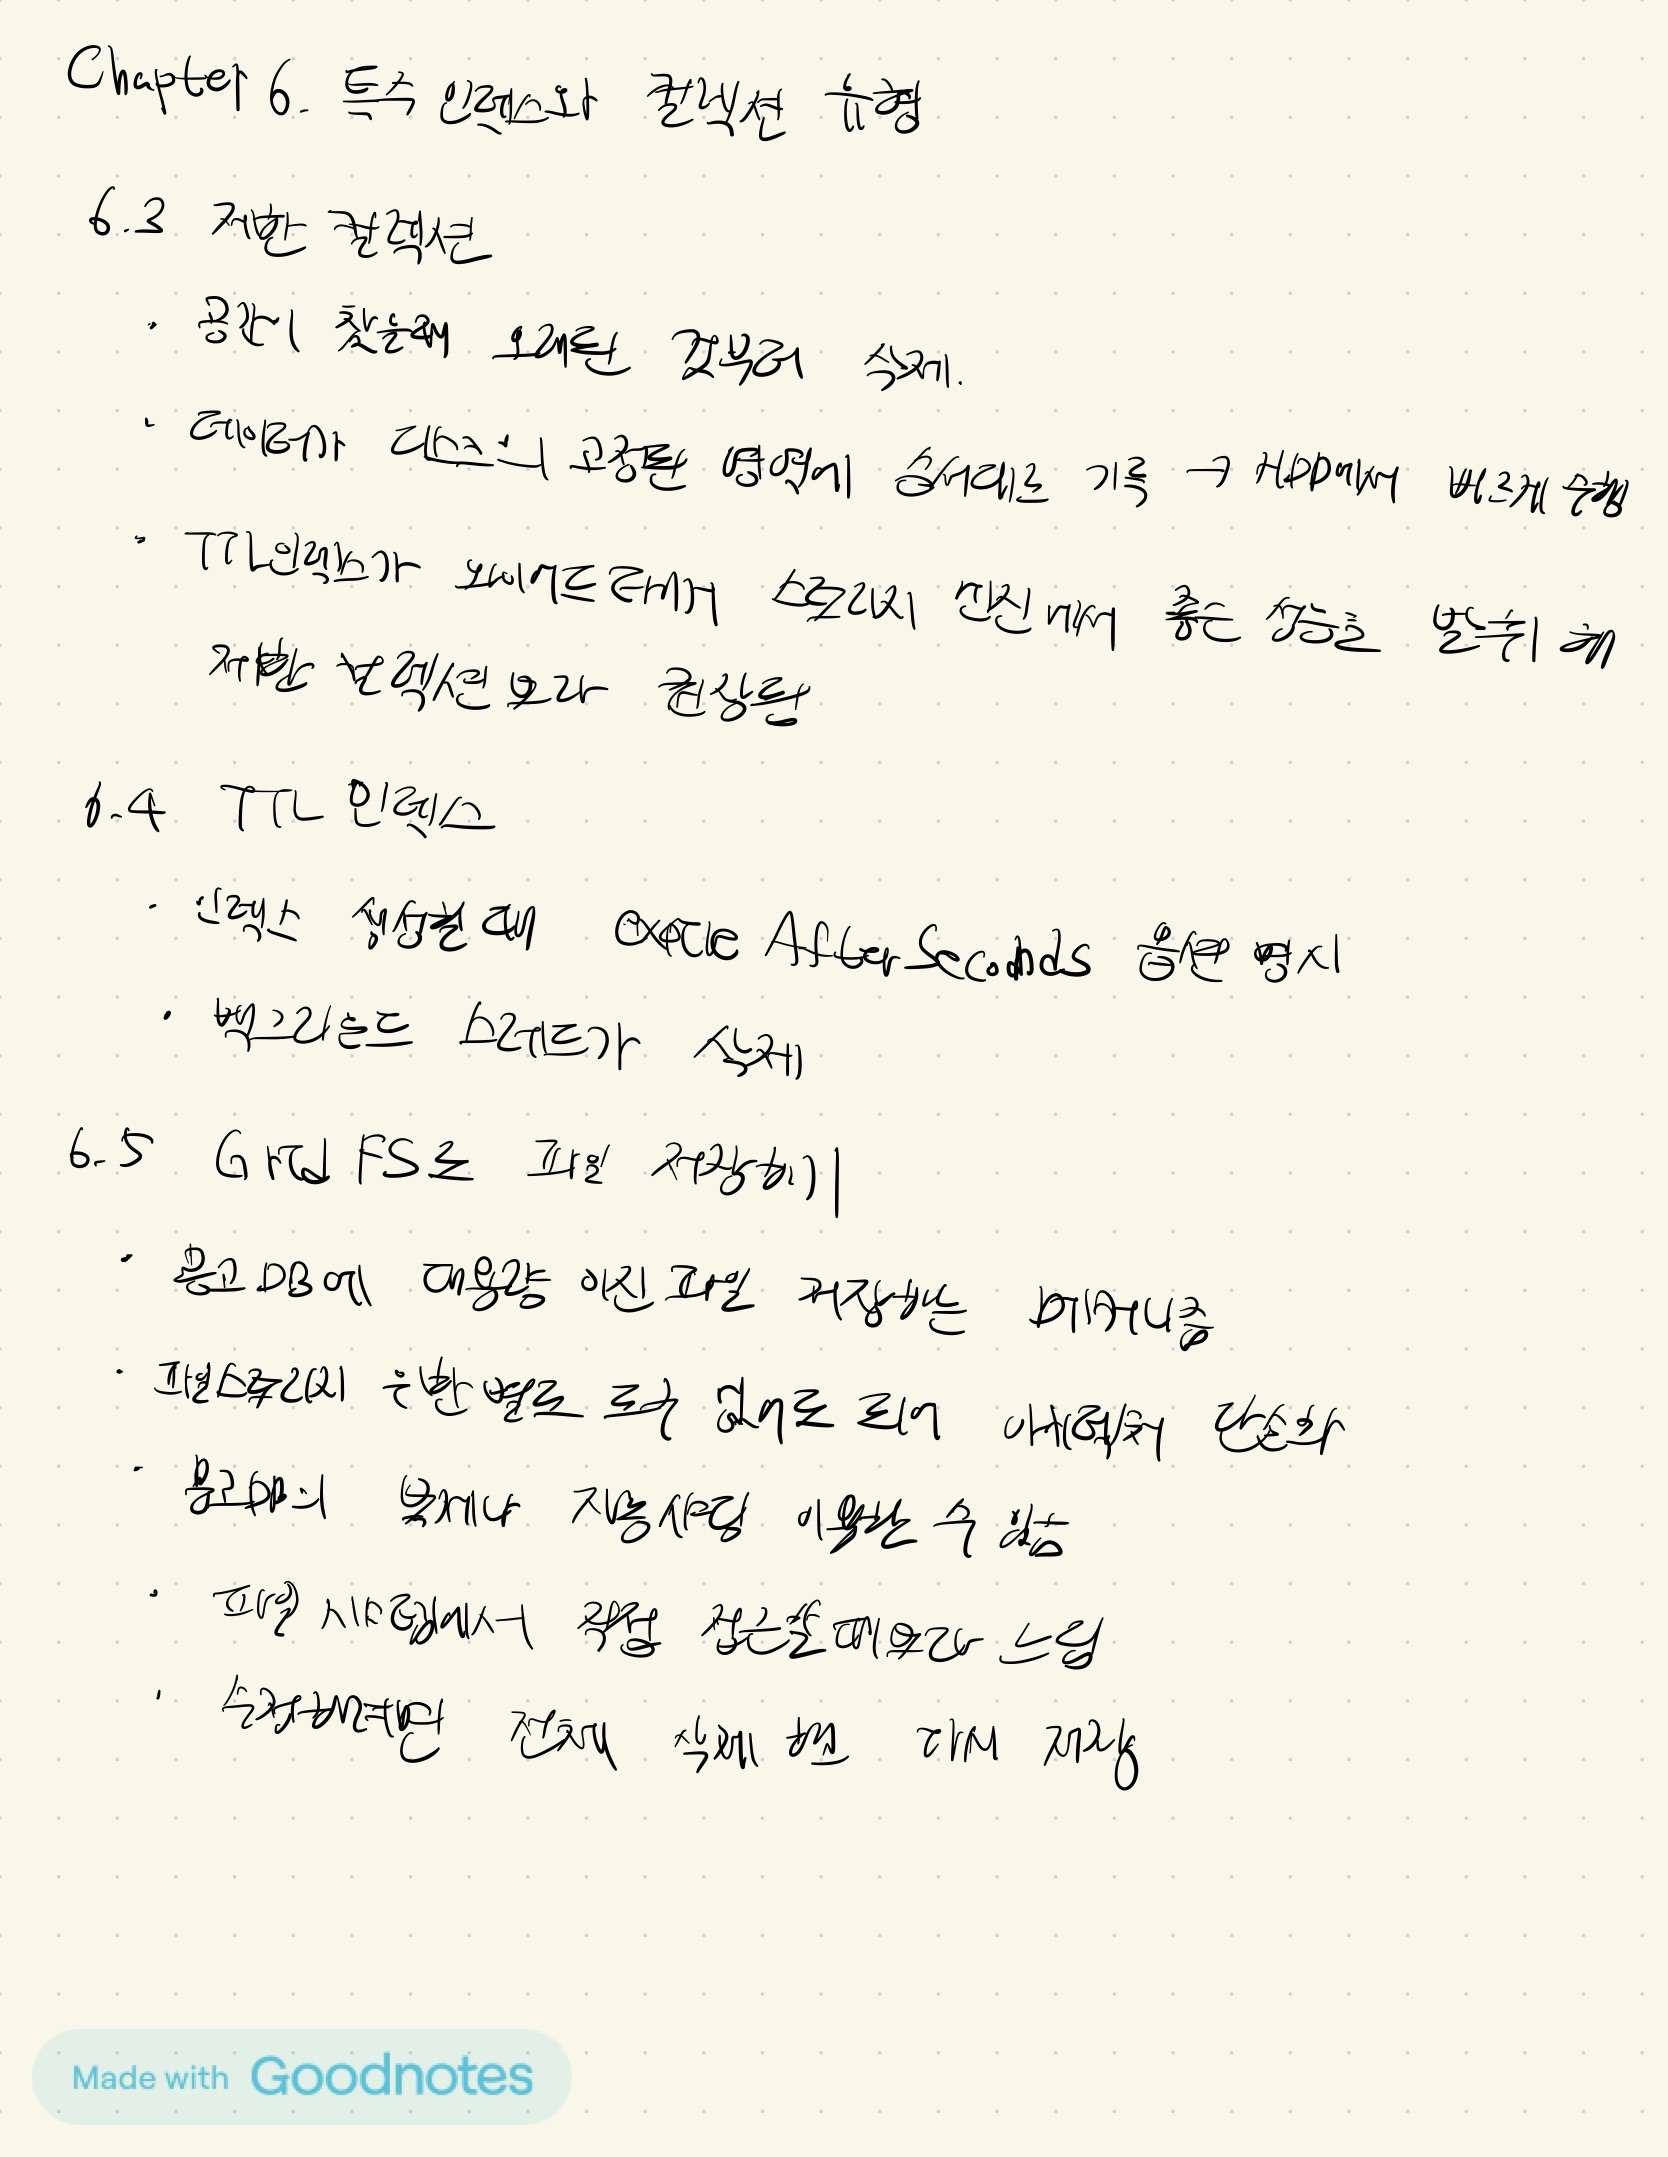 Chapter 6. 특수 인덱스와 컬렉션 유형
6.3 제한 컬렉션
· 공간이 찼을때 오래된 것부터 삭제.
· 데이터가 디스크의 고정된 영역에 순서대로 기록 → HDD에서 빠르게 수행
· TTL인덱스가 와이어드타이거 스토리지 엔진에서 좋은 성능을 발휘해
제한 컬렉션보다 권장됨
6.4 TTL 인덱스
· 인덱스 생성할때 expireAfterSeconds 옵션 명시
· 백그라운드 스레드가 삭제
6.5 GridFS로 파일 저장하기
· 몽고DB에 대용량 이진 파일 저장하는 메커니즘
· 파일스토리지 위한 별도 도구 없어도 되어 아키텍처 단순화
· 몽고DB의 복제나 자동샤딩 이용할 수 있음
· 파일 시스템에서 직접 접근할때보다 느림
· 수정하려면 전체 삭제 후 다시 저장
Made with Goodnotes